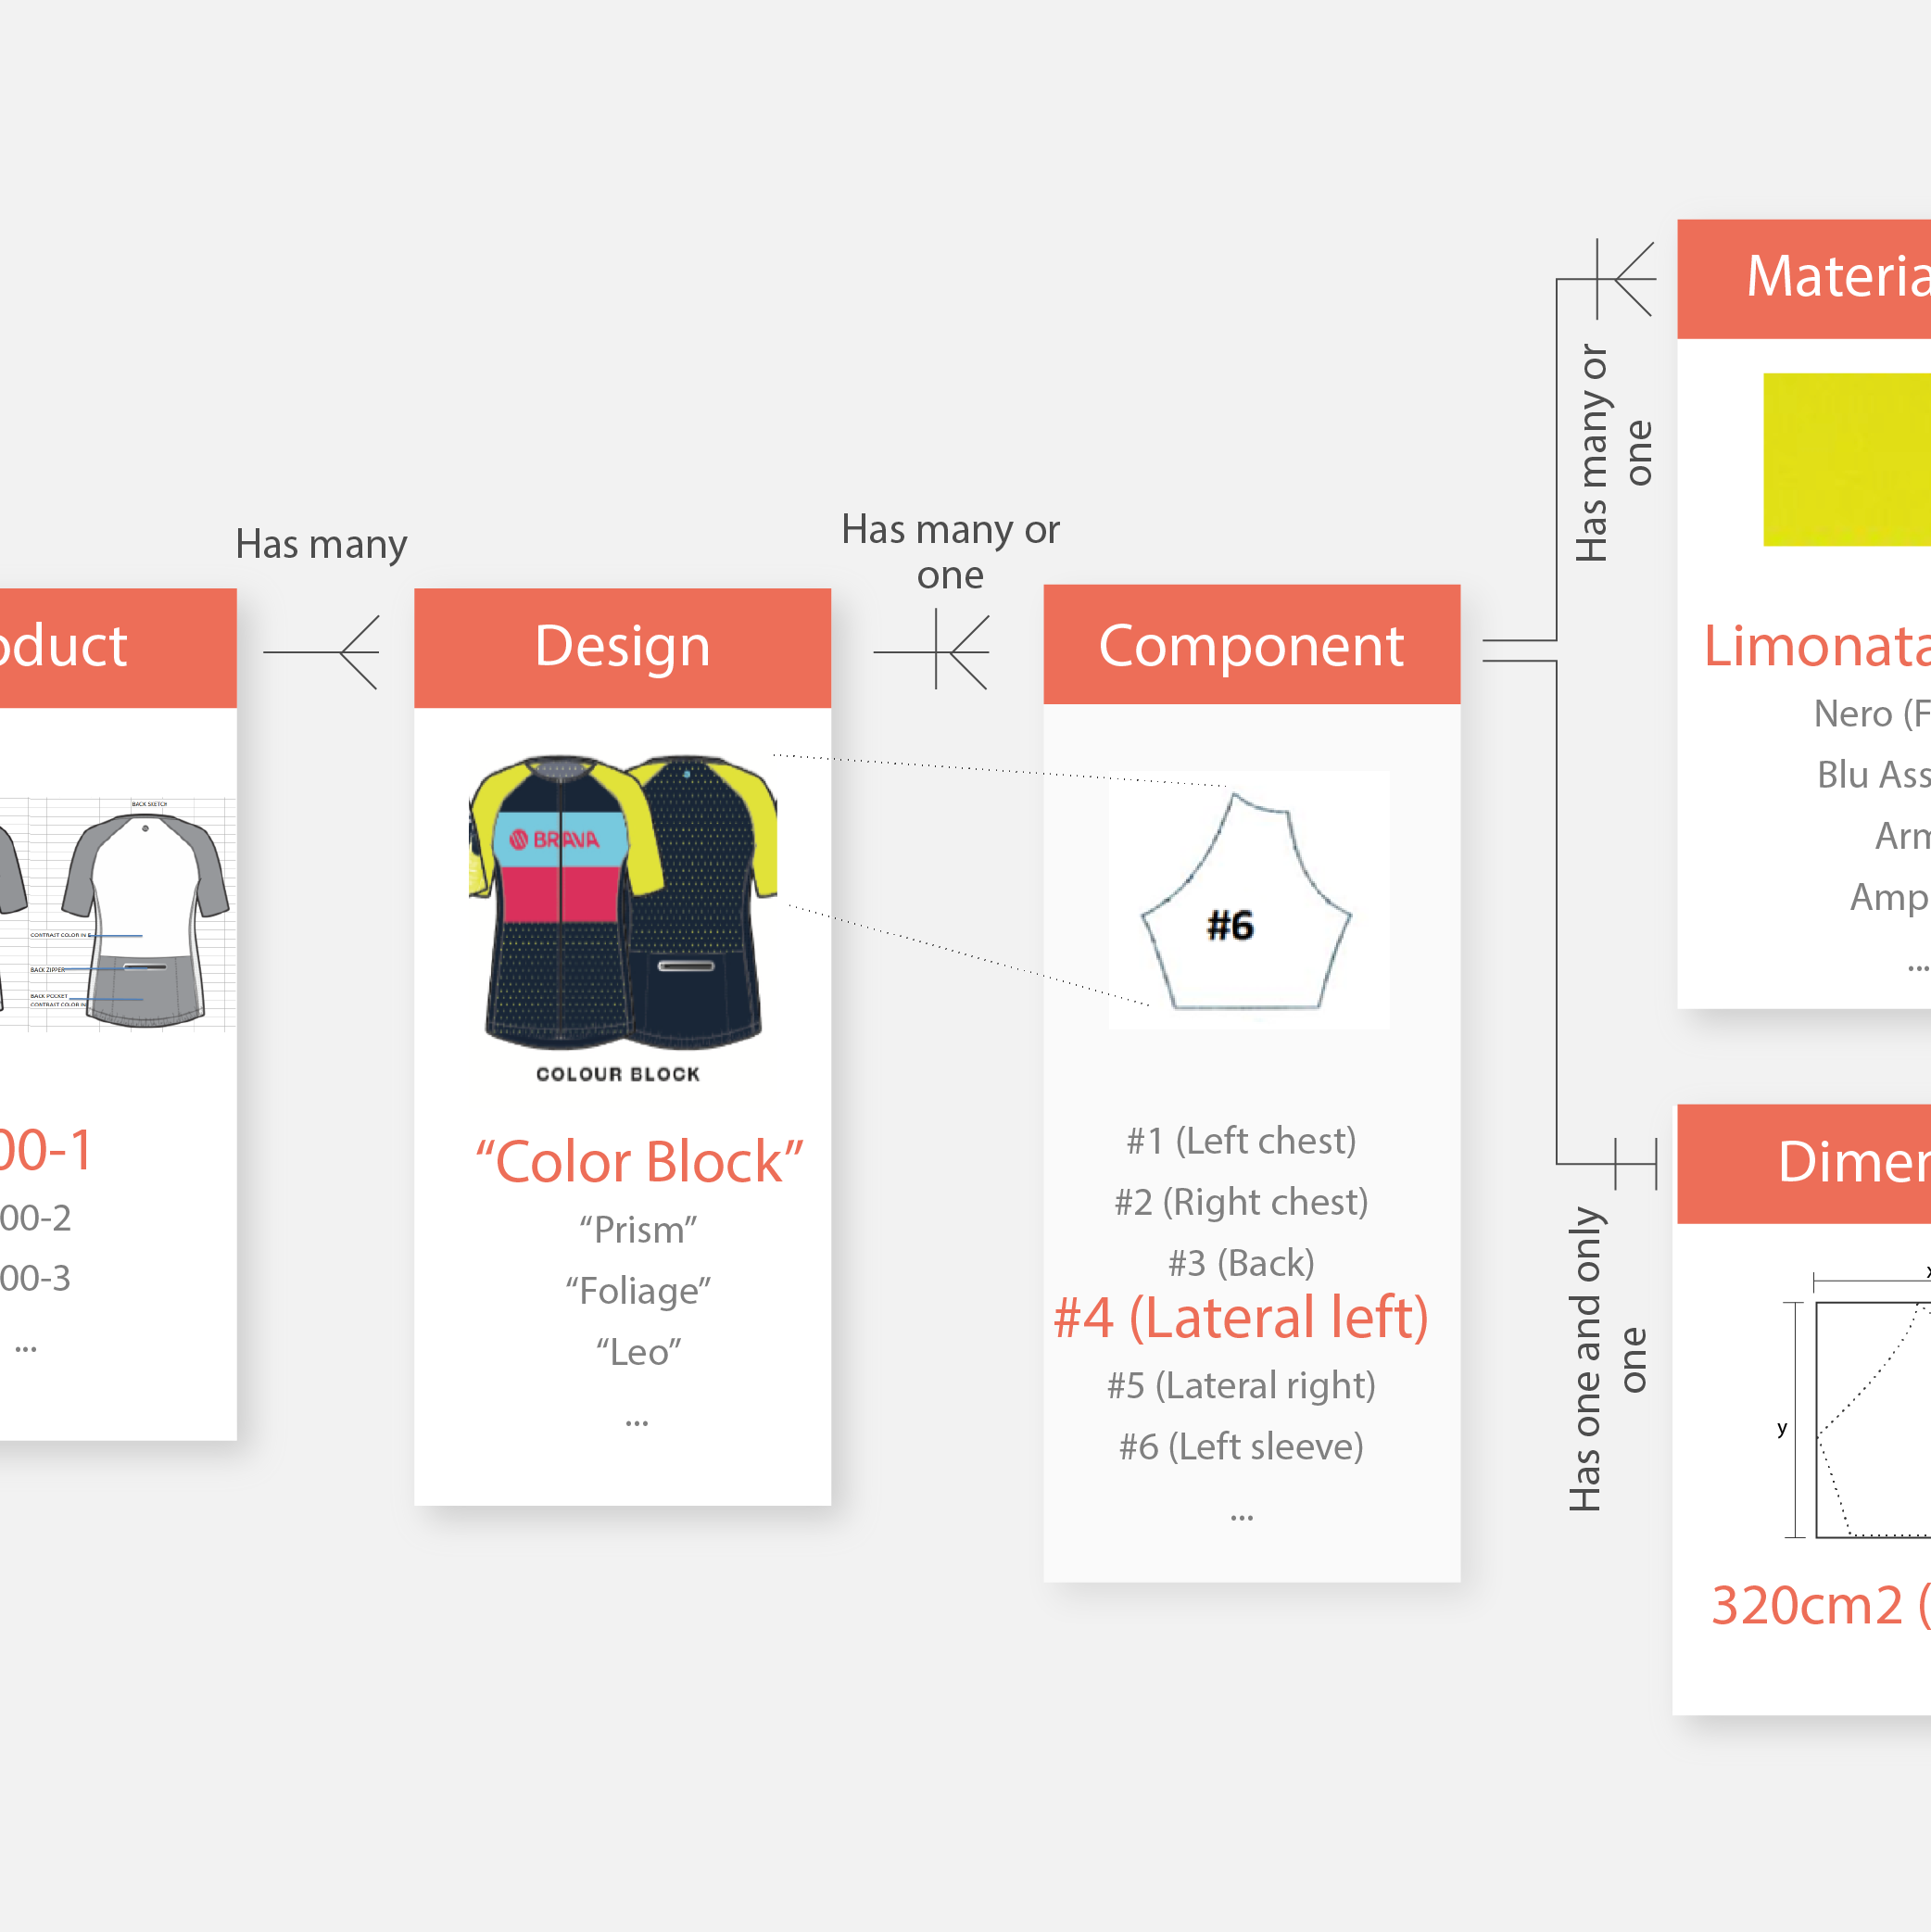 oduct
BACK SKETCH
CONTRAST COLOR IN
BACK ZIPPER
BACK POCKET
CONTRAST COLOR IN
00-1
00-2
00-3
...
Has many
Design
BRAVA
COLOUR BLOCK
“Color Block”
“Prism”
“Foliage”
“Leo”
...
Has many or
one
Component
#6
#1 (Left chest)
#2 (Right chest)
#3 (Back)
#4 (Lateral left)
#5 (Lateral right)
#6 (Left sleeve)
...
Has many or
one
Materia
Limonata
Nero (F
Blu Ass
Arm
Amp
...
Has one and only
one
Dimen
x
y
320cm2 (